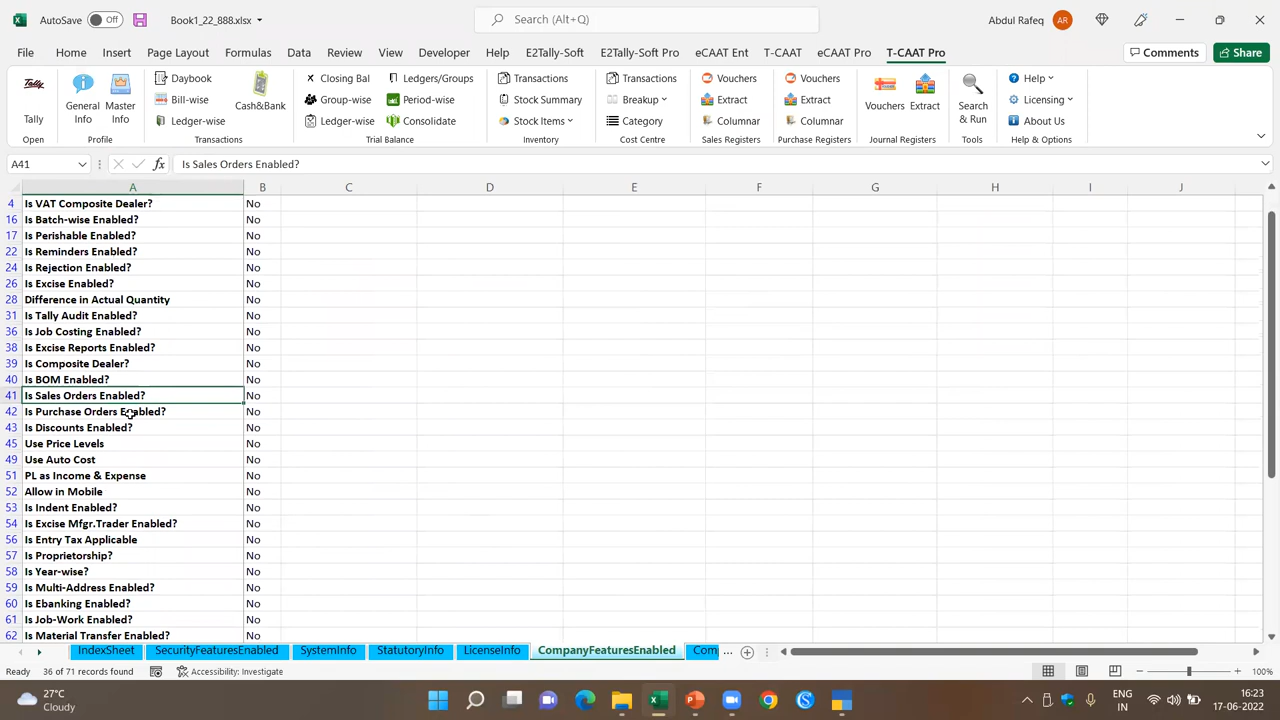 AutoSave Off Book1_22_888.xlsx Search (Alt+Q) Abdul Rafeq AR
File Home Insert Page Layout Formulas Data Review View Developer Help E2Tally-Soft E2Tally-Soft Pro eCAAT Ent T-CAAT eCAAT Pro T-CAAT Pro Comments Share
Tally Daybook Closing Bal Ledgers/Groups Transactions Transactions Vouchers Vouchers Help
Bill-wise Group-wise Period-wise Stock Summary Breakup Extract Extract Licensing
Tally General Info Master Info Ledger-wise Cash&Bank Ledger-wise Consolidate Stock Items Category Columnar Columnar Vouchers Extract Search & Run About Us
Open Profile Transactions Trial Balance Inventory Cost Centre Sales Registers Purchase Registers Journal Registers Tools Help & Options
A41 fx Is Sales Orders Enabled?
A B C D E F G H I J
4 Is VAT Composite Dealer? No
16 Is Batch-wise Enabled? No
17 Is Perishable Enabled? No
22 Is Reminders Enabled? No
24 Is Rejection Enabled? No
26 Is Excise Enabled? No
28 Difference in Actual Quantity No
31 Is Tally Audit Enabled? No
36 Is Job Costing Enabled? No
38 Is Excise Reports Enabled? No
39 Is Composite Dealer? No
40 Is BOM Enabled? No
41 Is Sales Orders Enabled? No
42 Is Purchase Orders Enabled? No
43 Is Discounts Enabled? No
45 Use Price Levels No
49 Use Auto Cost No
51 PL as Income & Expense No
52 Allow in Mobile No
53 Is Indent Enabled? No
54 Is Excise Mfgr.Trader Enabled? No
56 Is Entry Tax Applicable No
57 Is Proprietorship? No
58 Is Year-wise? No
59 Is Multi-Address Enabled? No
60 Is Ebanking Enabled? No
61 Is Job-Work Enabled? No
62 Is Material Transfer Enabled? No
IndexSheet SecurityFeaturesEnabled SystemInfo StatutoryInfo LicenseInfo CompanyFeaturesEnabled Com ...
Ready 36 of 71 records found Accessibility: Investigate 100%
27°C ENG 16:23
Cloudy IN 17-06-2022